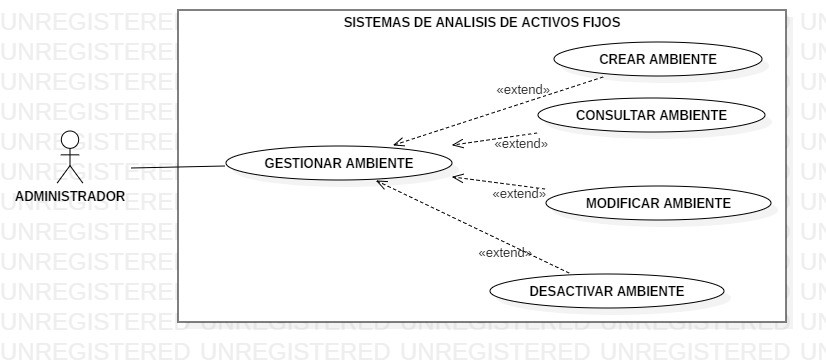 SISTEMAS DE ANALISIS DE ACTIVOS FIJOS
CREAR AMBIENTE
«extend»
CONSULTAR AMBIENTE
«extend»
GESTIONAR AMBIENTE
ADMINISTRADOR
«extend»
MODIFICAR AMBIENTE
«extend»
DESACTIVAR AMBIENTE
UNREGISTERED UNREGISTERED UNREGISTERED UNREGISTERED